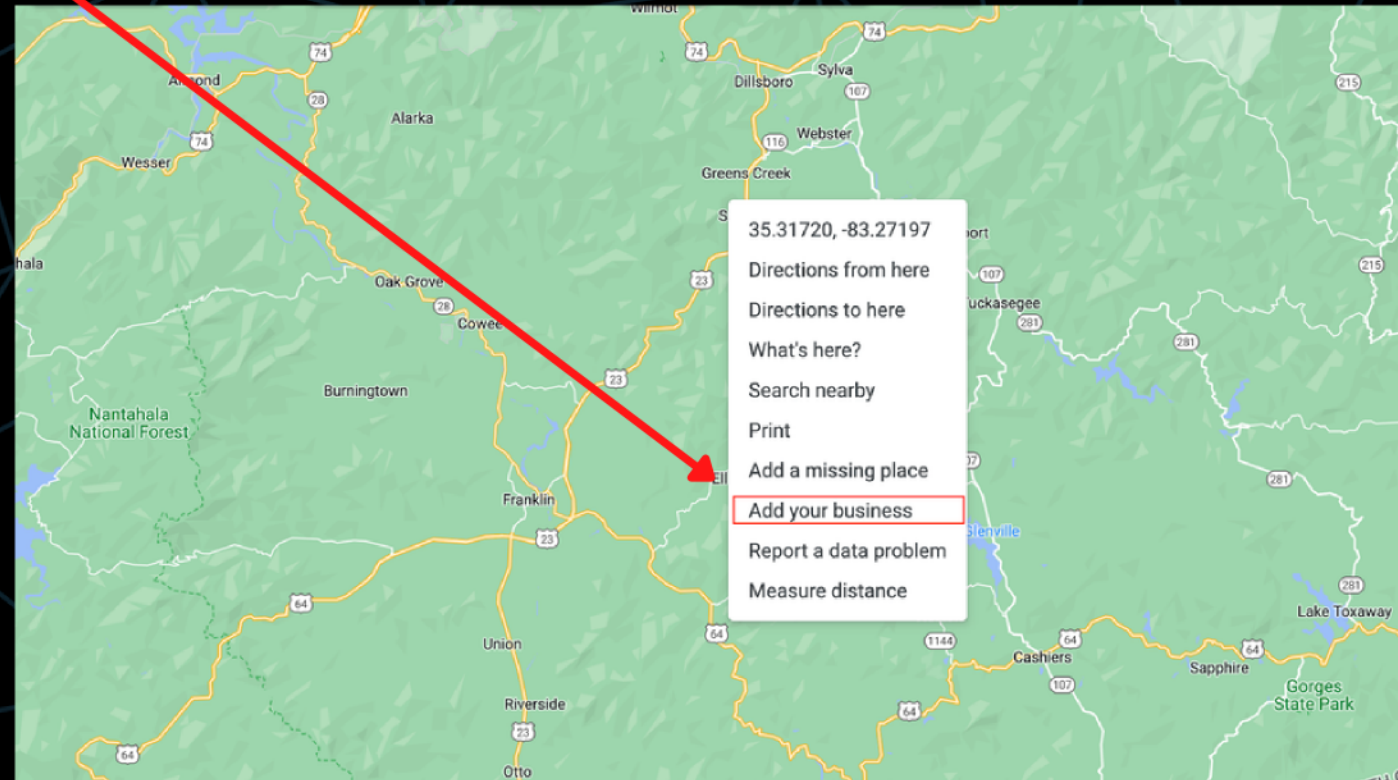 Wilmot
74
74
74
Almond
Sylva
Dillsboro
215
28
107
Alarka
116
Webster
74
Wesser
Greens Creek
35.31720, -83.27197
Directions from here
Directions to here
What's here?
Search nearby
Print
Add a missing place
Add your business
Report a data problem
Measure distance
215
107
23
Oak Grove
28
Cowee
uckasegee
281
281
23
Burningtown
Nantahala
National Forest
Franklin
23
281
Glenville
64
281
Lake Toxaway
64
Union
1144
64
Cashiers
64
Sapphire
107
Gorges
State Park
Riverside
64
23
64
Otto